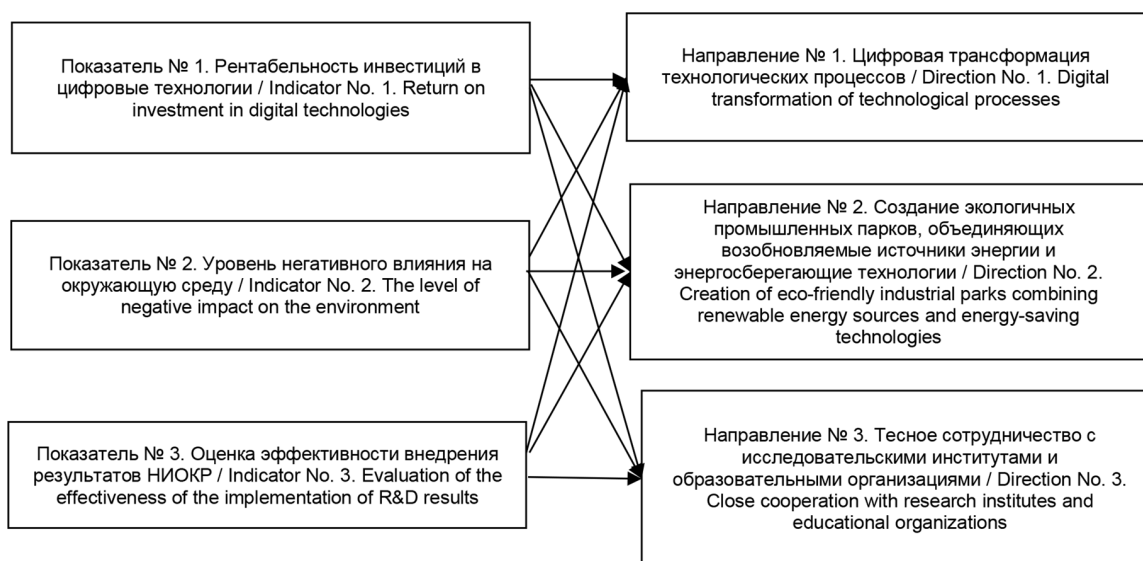 Показатель № 1. Рентабельность инвестиций в
цифровые технологии / Indicator No. 1. Return on
investment in digital technologies
Показатель № 2. Уровень негативного влияния на
окружающую среду / Indicator No. 2. The level of
negative impact on the environment
Показатель № 3. Оценка эффективности внедрения
результатов НИОКР / Indicator No. 3. Evaluation of the
effectiveness of the implementation of R&D results
Направление № 1. Цифровая трансформация
технологических процессов / Direction No. 1. Digital
transformation of technological processes
Направление № 2. Создание экологичных
промышленных парков, объединяющих
возобновляемые источники энергии и
энергосберегающие технологии / Direction No. 2.
Creation of eco-friendly industrial parks combining
renewable energy sources and energy-saving
technologies
Направление № 3. Тесное сотрудничество с
исследовательскими институтами и
образовательными организациями / Direction No. 3.
Close cooperation with research institutes and
educational organizations